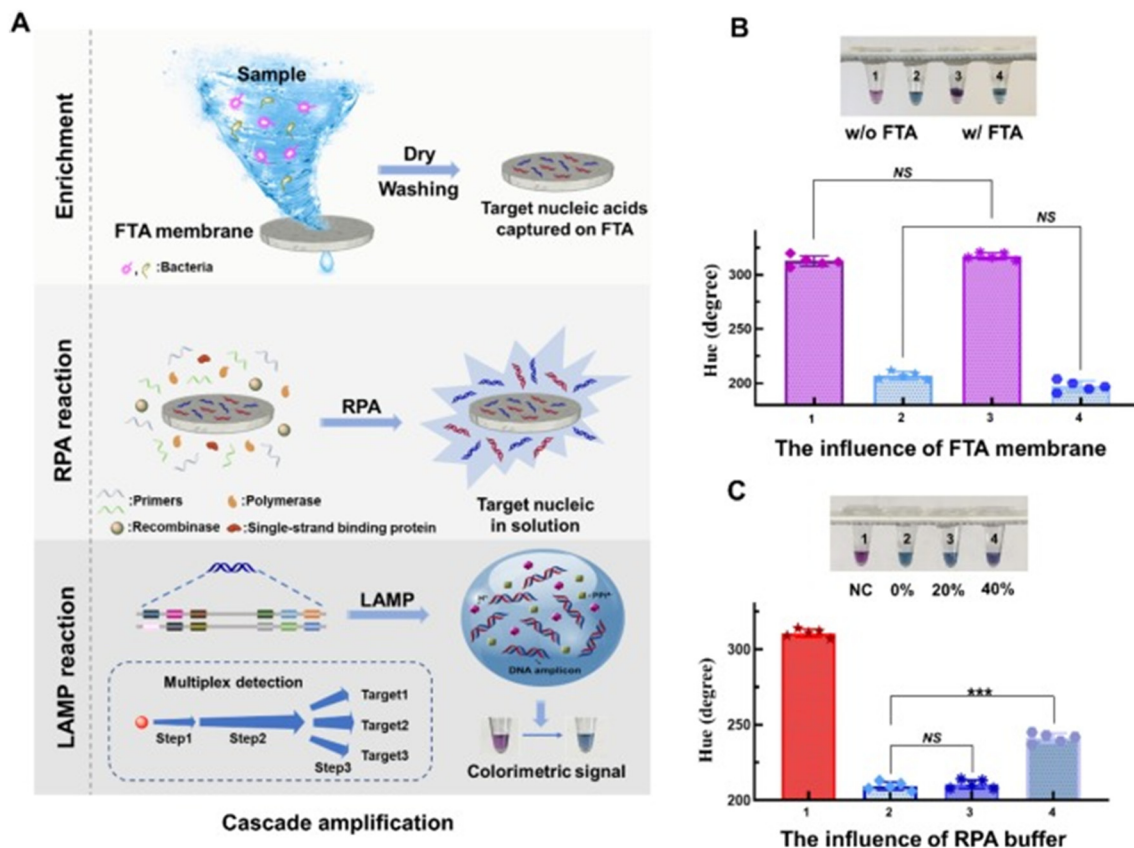 A
Enrichment
Sample
FTA membrane
Dry
Washing
Target nucleic acids
captured on FTA
:Bacteria
RPA reaction
RPA
:Primers
:Polymerase
:Recombinase
:Single-strand binding protein
Target nucleic
in solution
LAMP reaction
LAMP
H+
DNA amplicon
Multiplex detection
Step1
Step2
Step3
Target1
Target2
Target3
Colorimetric signal
Cascade amplification
B
1 2 3 4
w/o FTA w/ FTA
NS
NS
Hue (degree)
300
250
200
1 2 3 4
The influence of FTA membrane
C
1 2 3 4
NC 0% 20% 40%
***
NS
Hue (degree)
300
250
200
1 2 3 4
The influence of RPA buffer